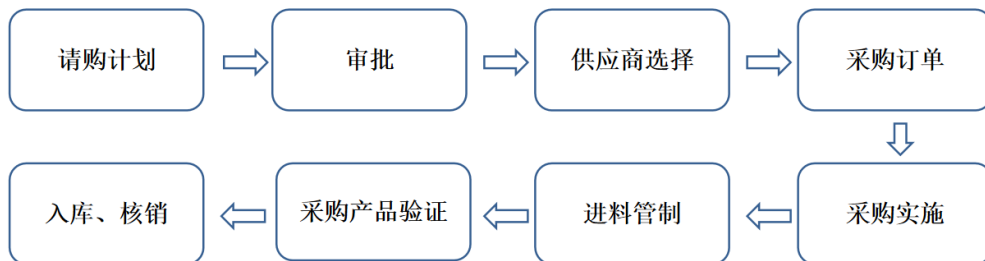 请购计划
审批
供应商选择
采购订单
采购实施
进料管制
采购产品验证
入库、核销